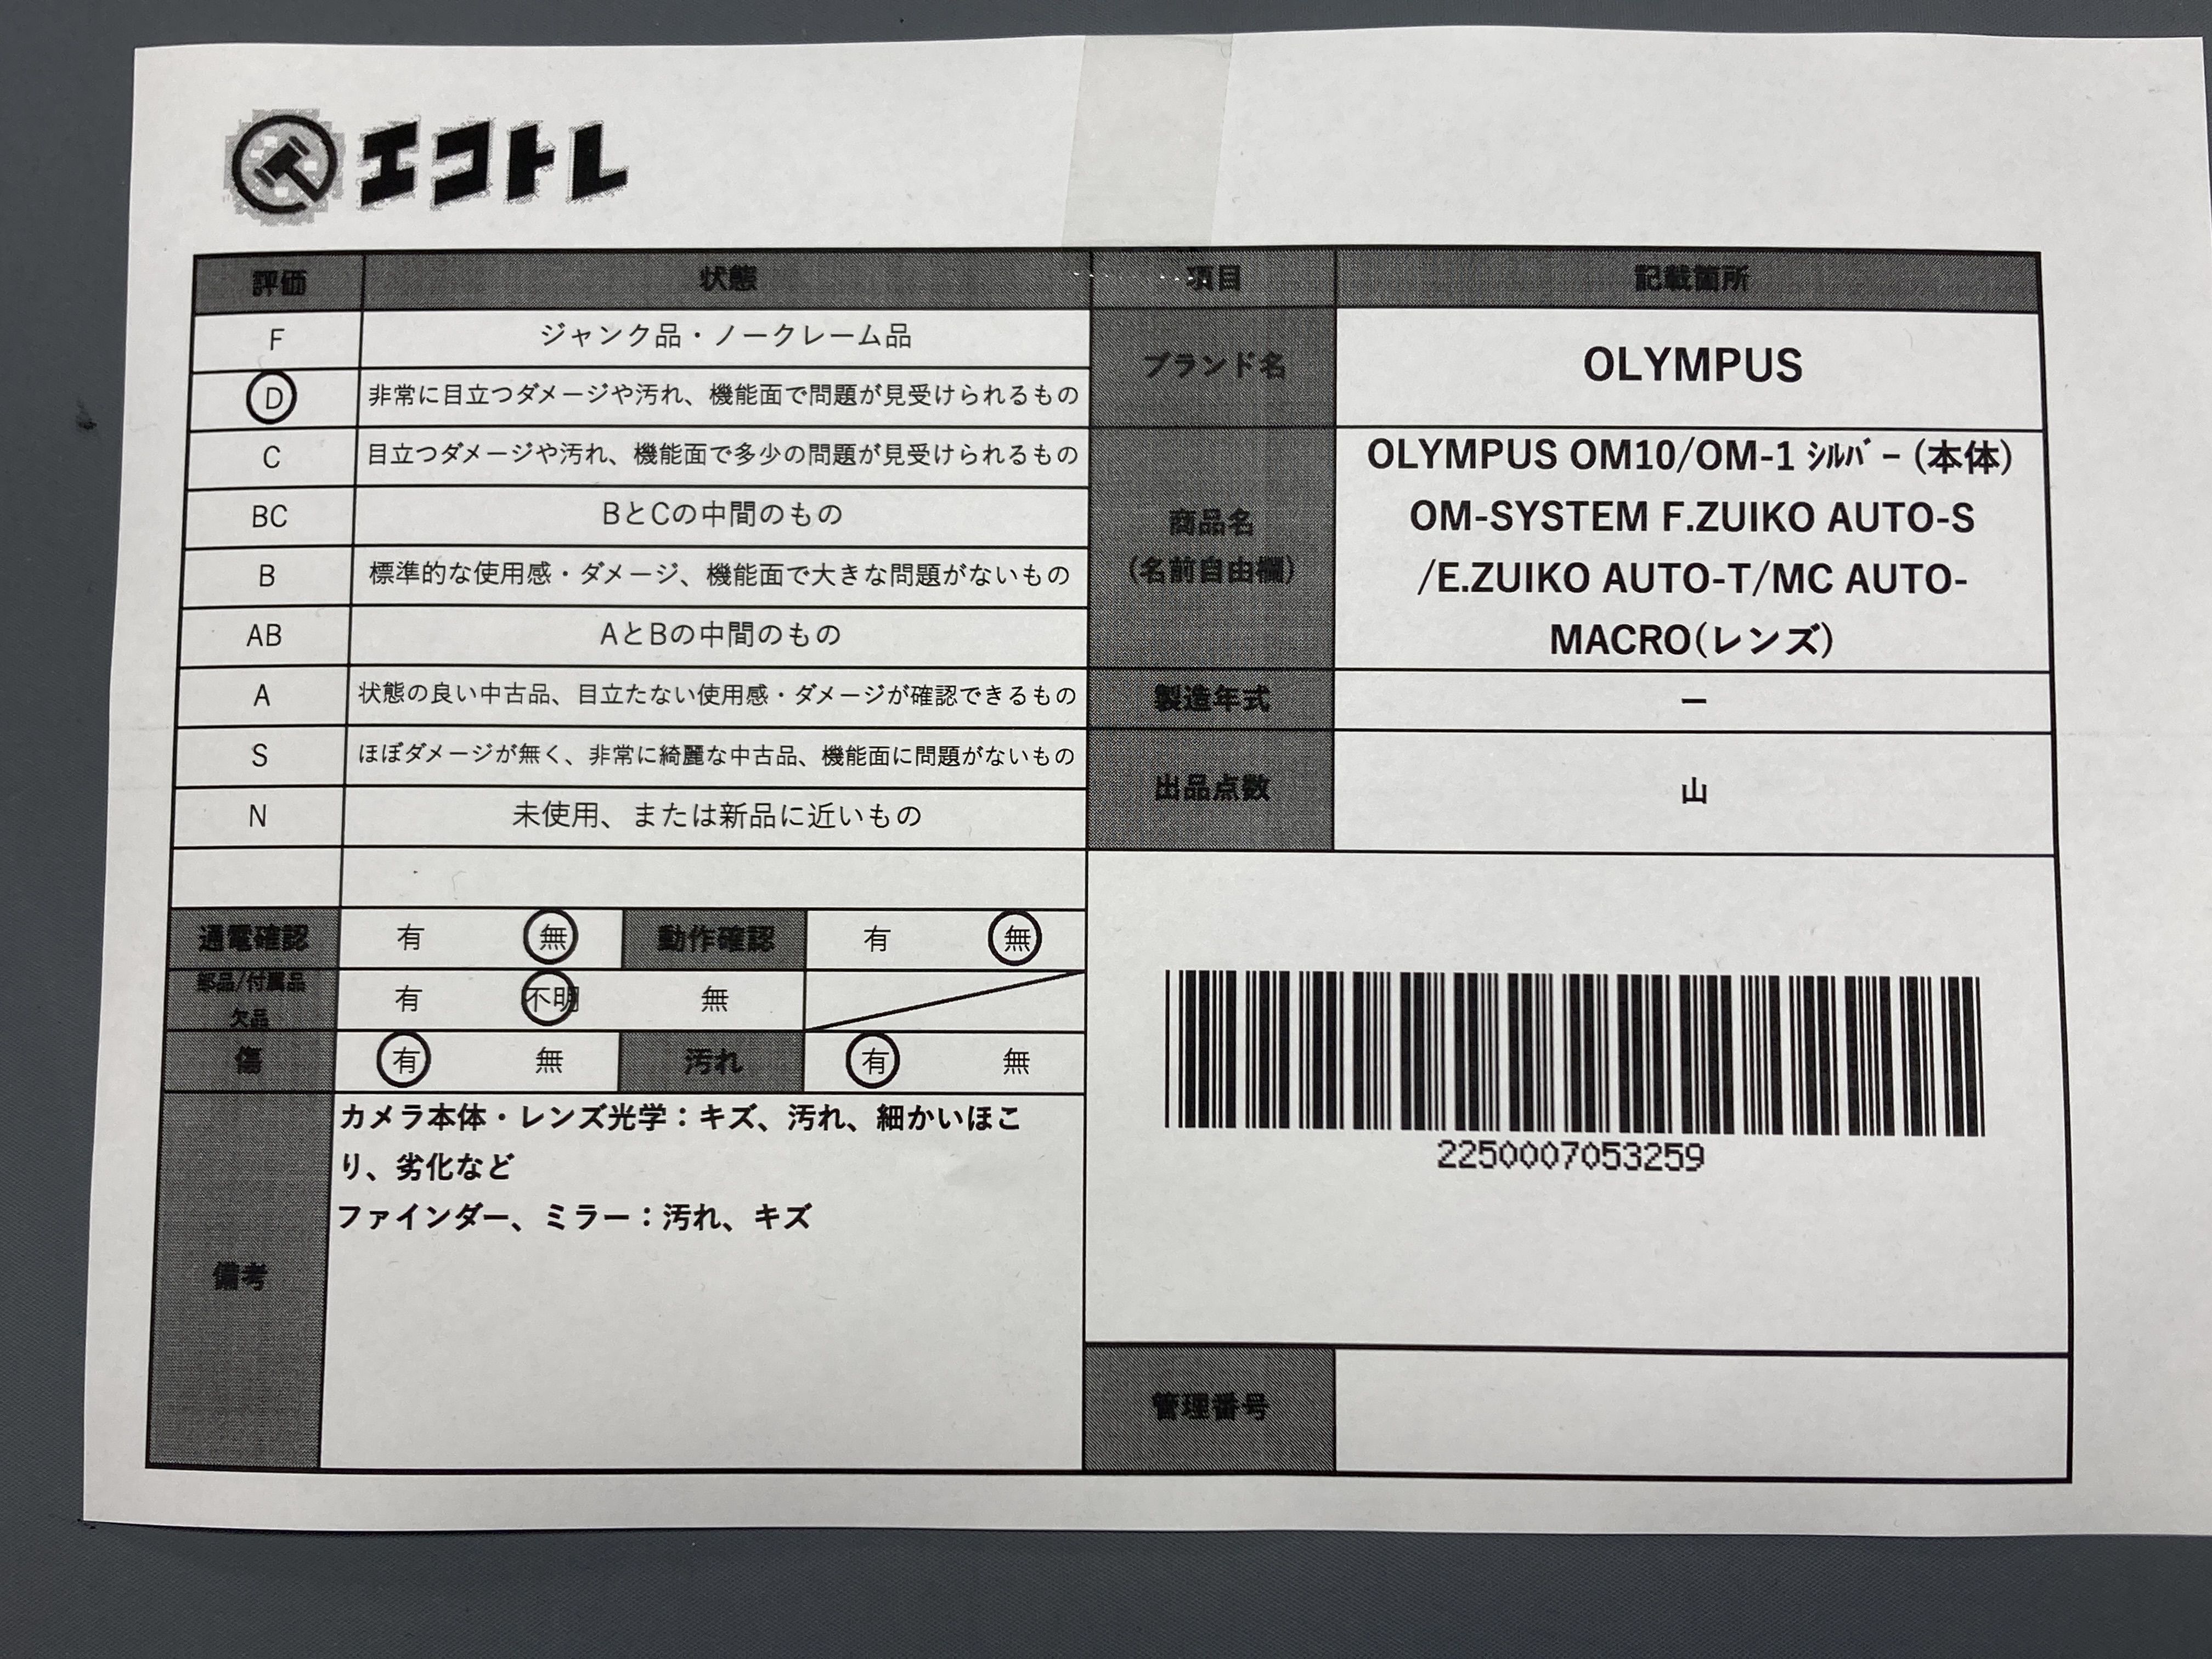 エコトレ
評価 状態
F ジャンク品・ノークレーム品
D 非常に目立つダメージや汚れ、機能面で問題が見受けられるもの
C 目立つダメージや汚れ、機能面で多少の問題が見受けられるもの
BC BとCの中間のもの
B 標準的な使用感・ダメージ、機能面で大きな問題がないもの
AB AとBの中間のもの
A 状態の良い中古品、目立たない使用感・ダメージが確認できるもの
S ほぼダメージが無く、非常に綺麗な中古品、機能面に問題がないもの
N 未使用、または新品に近いもの
通電確認 有 無 動作確認 有 無
部品/付属品
欠品
有 不明 無
傷 有 無 汚れ 有 無
備考
カメラ本体・レンズ光学：キズ、汚れ、細かいほこ
り、劣化など
ファインダー、ミラー：汚れ、キズ
項目 記載箇所
ブランド名 OLYMPUS
商品名
(名前自由欄)
OLYMPUS OM10/OM-1 ｼﾙﾊﾞｰ (本体)
OM-SYSTEM F.ZUIKO AUTO-S
/E.ZUIKO AUTO-T/MC AUTO-
MACRO(レンズ)
製造年式 ー
出品点数 山
2250007053259
管理番号